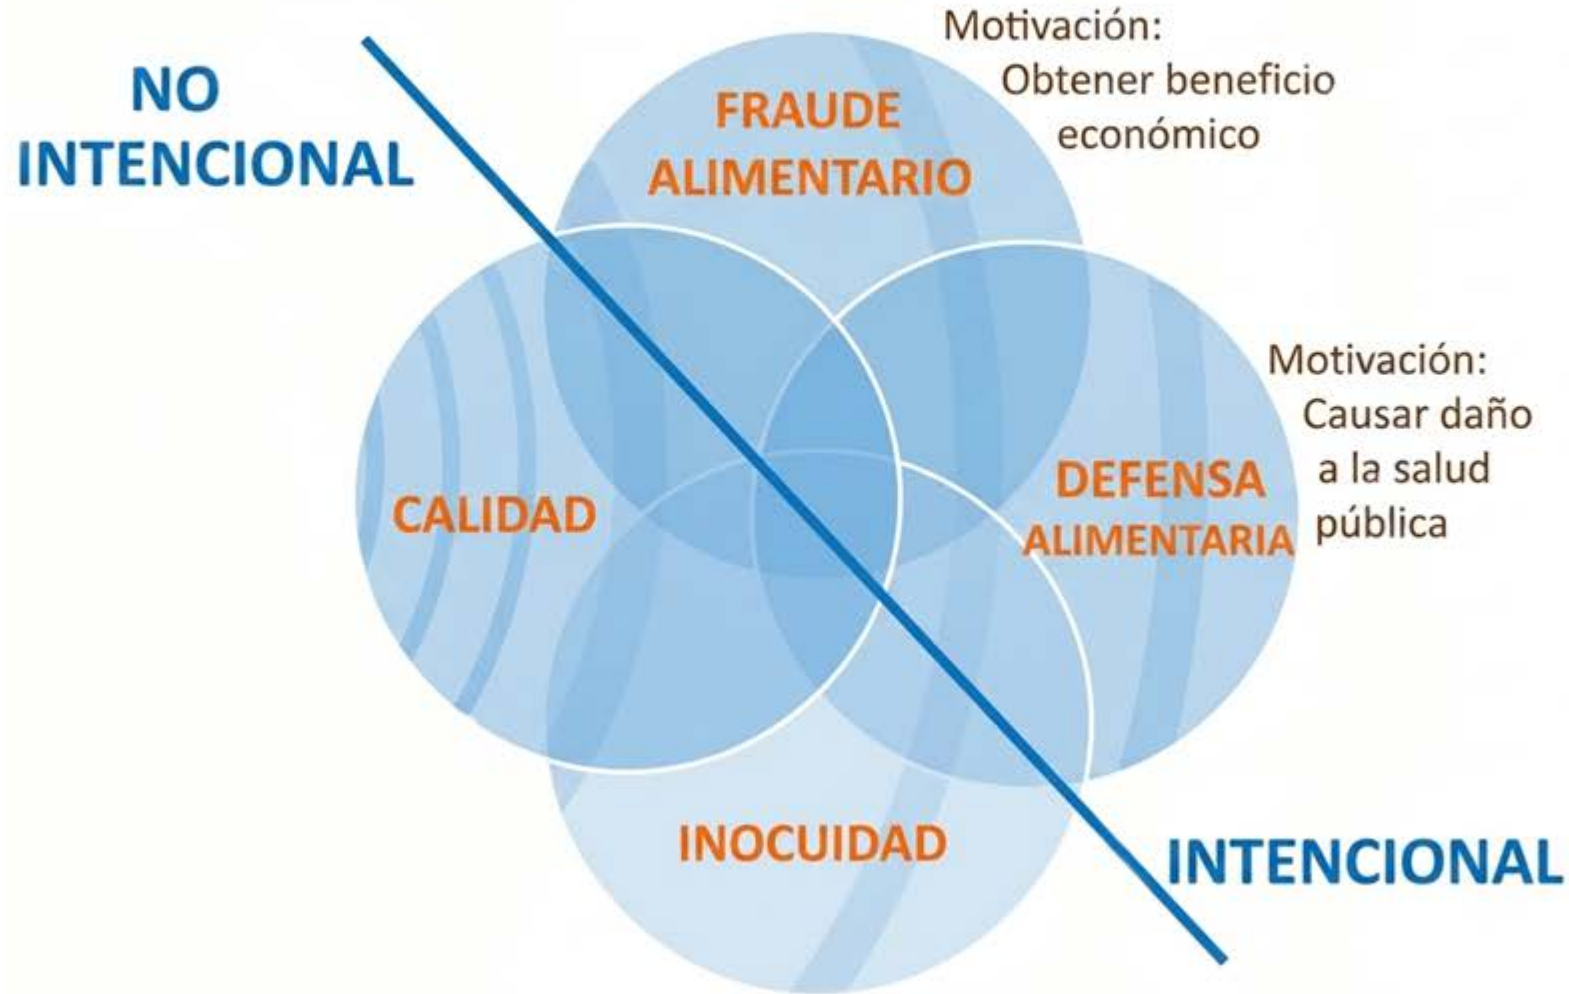 NO
INTENCIONAL
FRAUDE
ALIMENTARIO
Motivación:
Obtener beneficio
económico
CALIDAD
DEFENSA
ALIMENTARIA
Motivación:
Causar daño
a la salud
pública
INOCUIDAD
INTENCIONAL